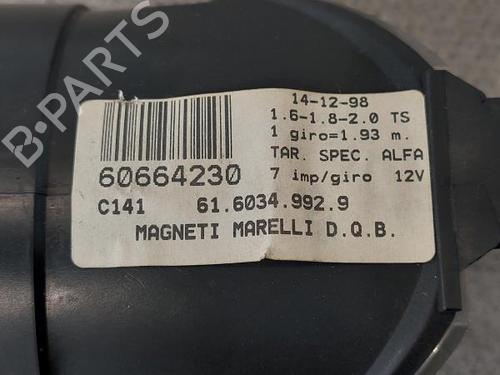 14-12-98
1.6-1.8-2.0 TS
1 giro=1.93 m.
TAR. SPEC. ALFA
60664230 7 imp/giro 12V
C141 61.6034.992.9
MAGNETI MARELLI D.Q.B.
B-PARTS